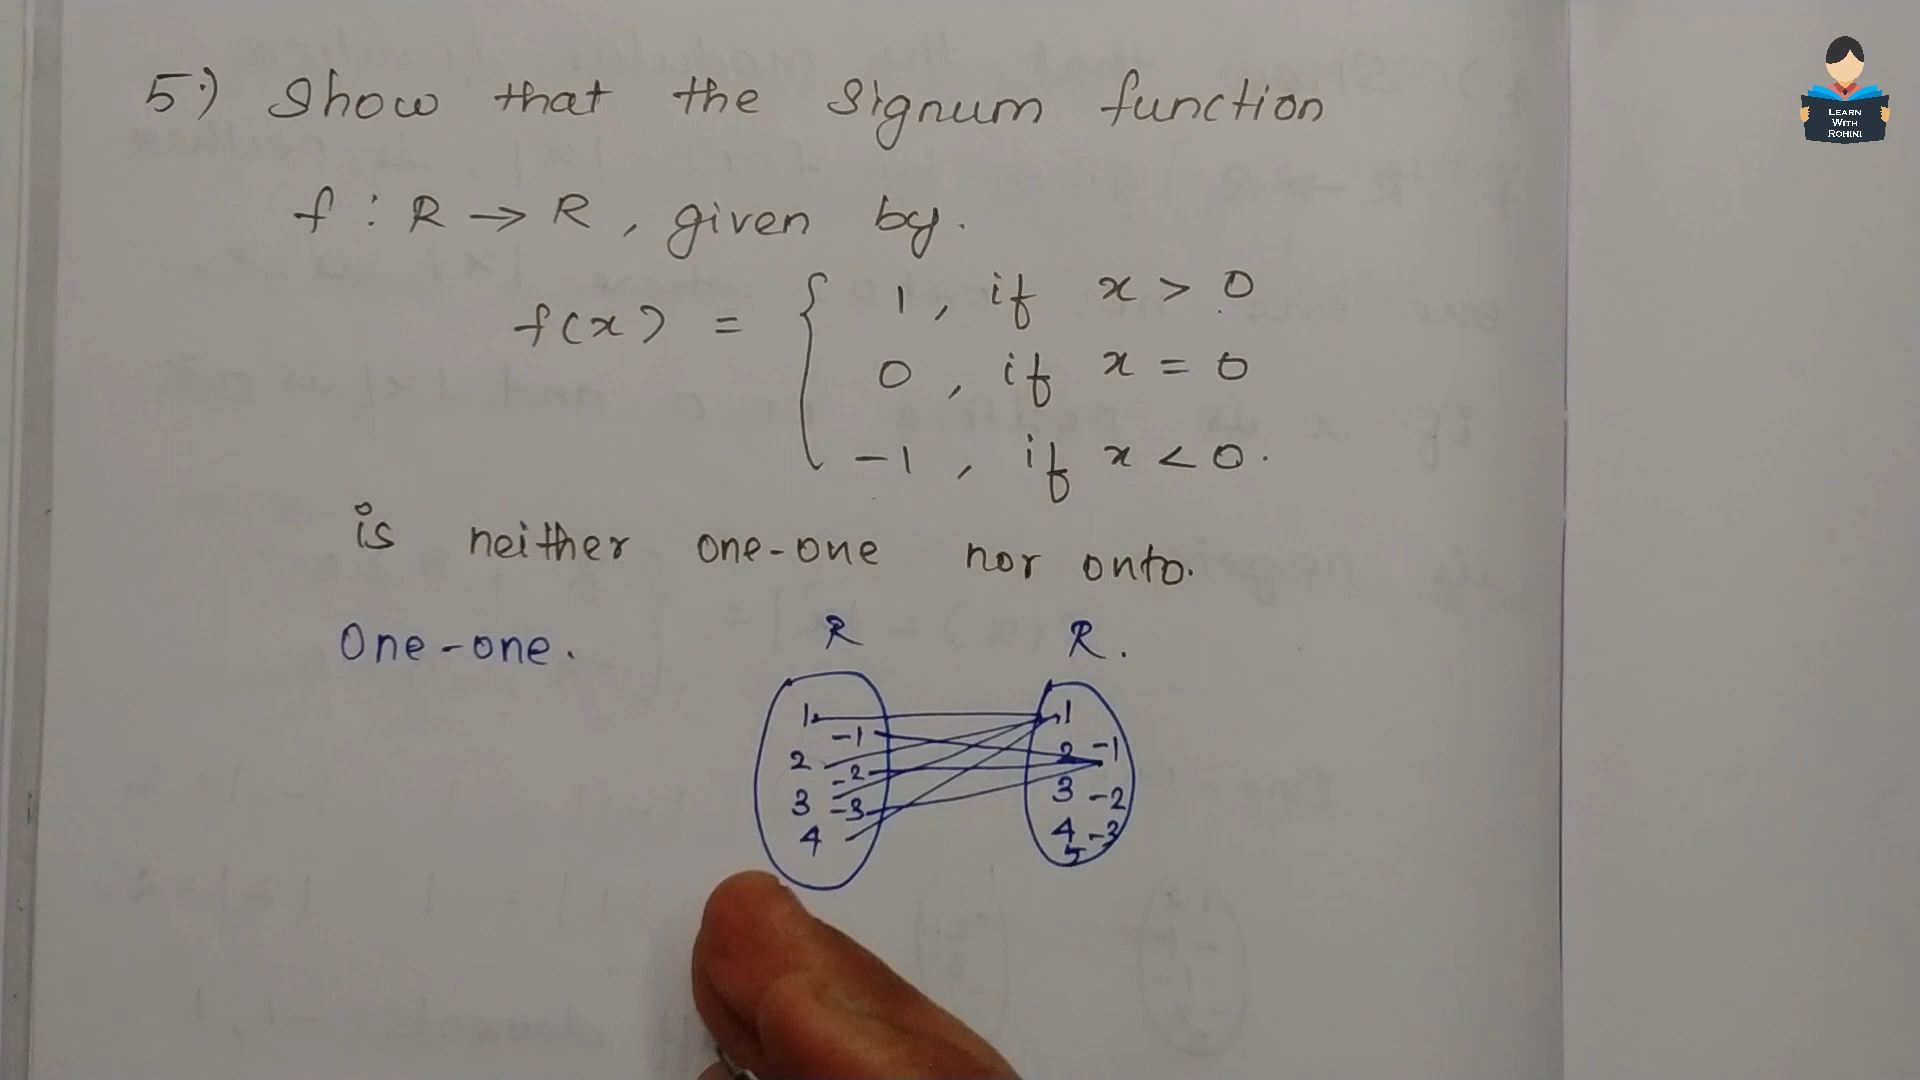 5.) Show that the Signum function
f : R → R, given by.
f(x) = { 1, if x > 0
0, if x = 0
-1, if x < 0.
is neither one-one nor onto.
One-one.
R R.
1 1
-1
2 2 -1
-2
3 -3 3 -2
4 4 -3
5
LEARN
WITH
ROHINI